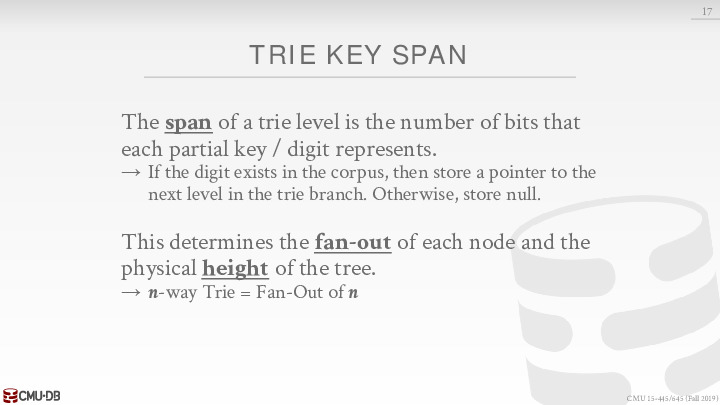 17
TRIE KEY SPAN
The span of a trie level is the number of bits that
each partial key / digit represents.
→ If the digit exists in the corpus, then store a pointer to the
next level in the trie branch. Otherwise, store null.
This determines the fan-out of each node and the
physical height of the tree.
→ n-way Trie = Fan-Out of n
CMU·DB
CMU 15-445/645 (Fall 2019)